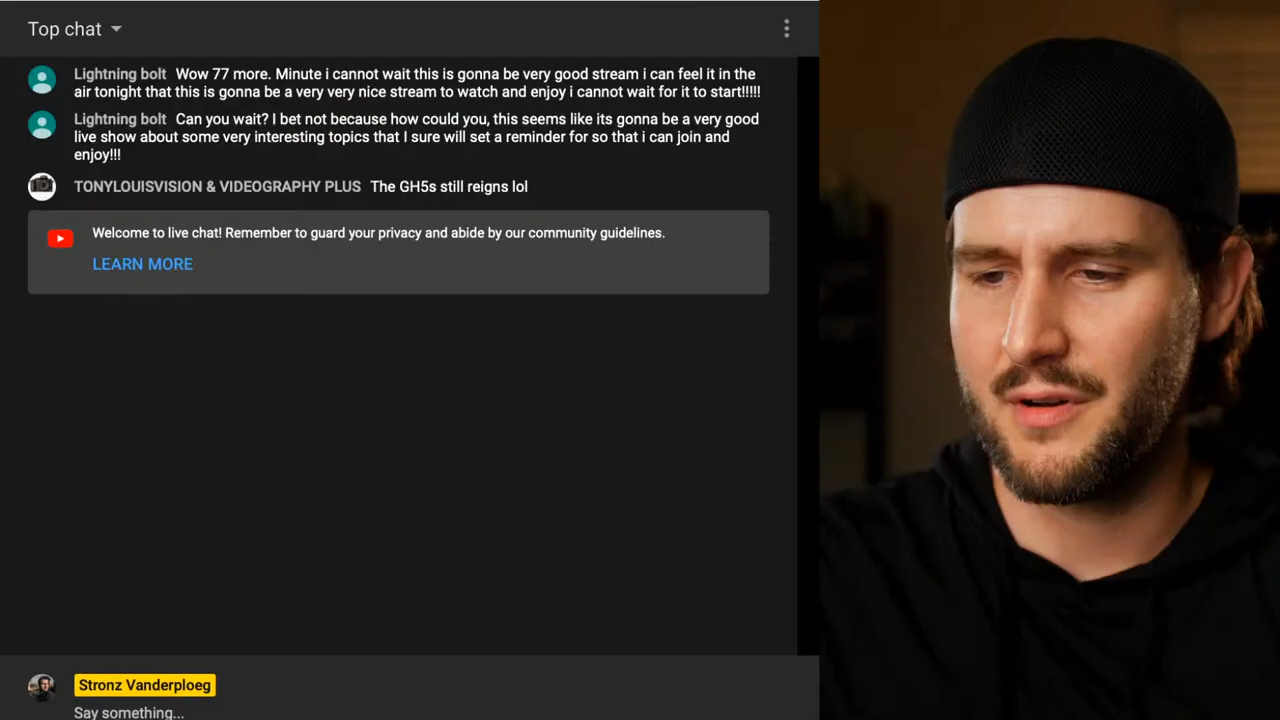 Top chat
Lightning bolt Wow 77 more. Minute i cannot wait this is gonna be very good stream i can feel it in the
air tonight that this is gonna be a very very nice stream to watch and enjoy i cannot wait for it to start!!!!!
Lightning bolt Can you wait? I bet not because how could you, this seems like its gonna be a very good
live show about some very interesting topics that I sure will set a reminder for so that i can join and
enjoy!!!
TONYLOUISVISION & VIDEOGRAPHY PLUS The GH5s still reigns lol
Welcome to live chat! Remember to guard your privacy and abide by our community guidelines.
LEARN MORE
Stronz Vanderploeg
Say something...